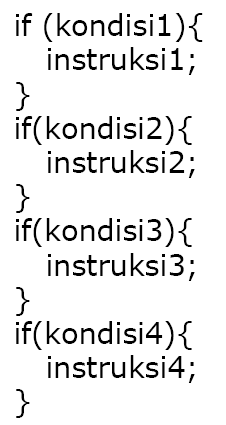 if (kondisi1){
instruksi1;
}
if(kondisi2){
instruksi2;
}
if(kondisi3){
instruksi3;
}
if(kondisi4){
instruksi4;
}